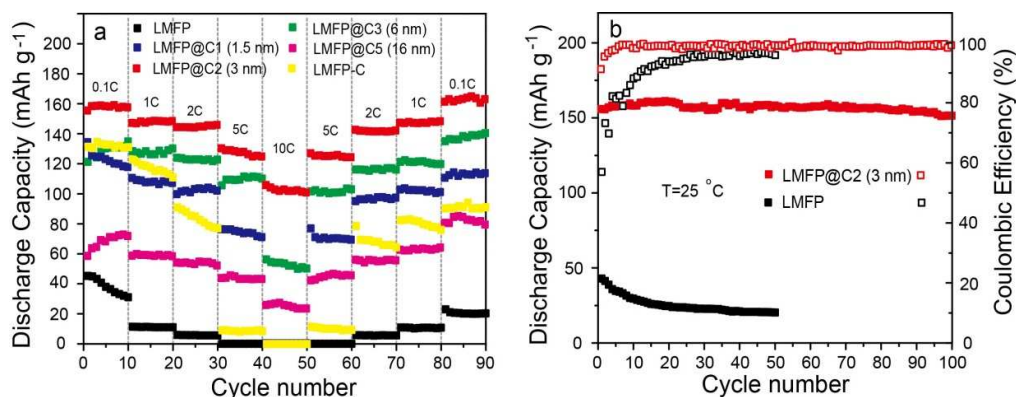 a
LMFP
LMFP@C1 (1.5 nm)
LMFP@C2 (3 nm)
LMFP@C3 (6 nm)
LMFP@C5 (16 nm)
LMFP-C
0.1C
1C
2C
5C
10C
5C
2C
1C
0.1C
Discharge Capacity (mAh g⁻¹)
200
180
160
140
120
100
80
60
40
20
0
0 10 20 30 40 50 60 70 80 90
Cycle number
b
LMFP@C2 (3 nm)
T=25 °C
LMFP
Discharge Capacity (mAh g⁻¹)
200
150
100
50
0
Coulombic Efficiency (%)
100
80
60
40
20
0
0 10 20 30 40 50 60 70 80 90 100
Cycle number